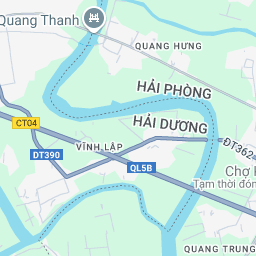 Quang Thanh
QUANG HƯNG
HẢI PHÒNG
CT04
HẢI DƯƠNG
ĐT362
VĨNH LẬP
ĐT390
QL5B
Chợ
Tạm thời đón
QUANG TRUNG